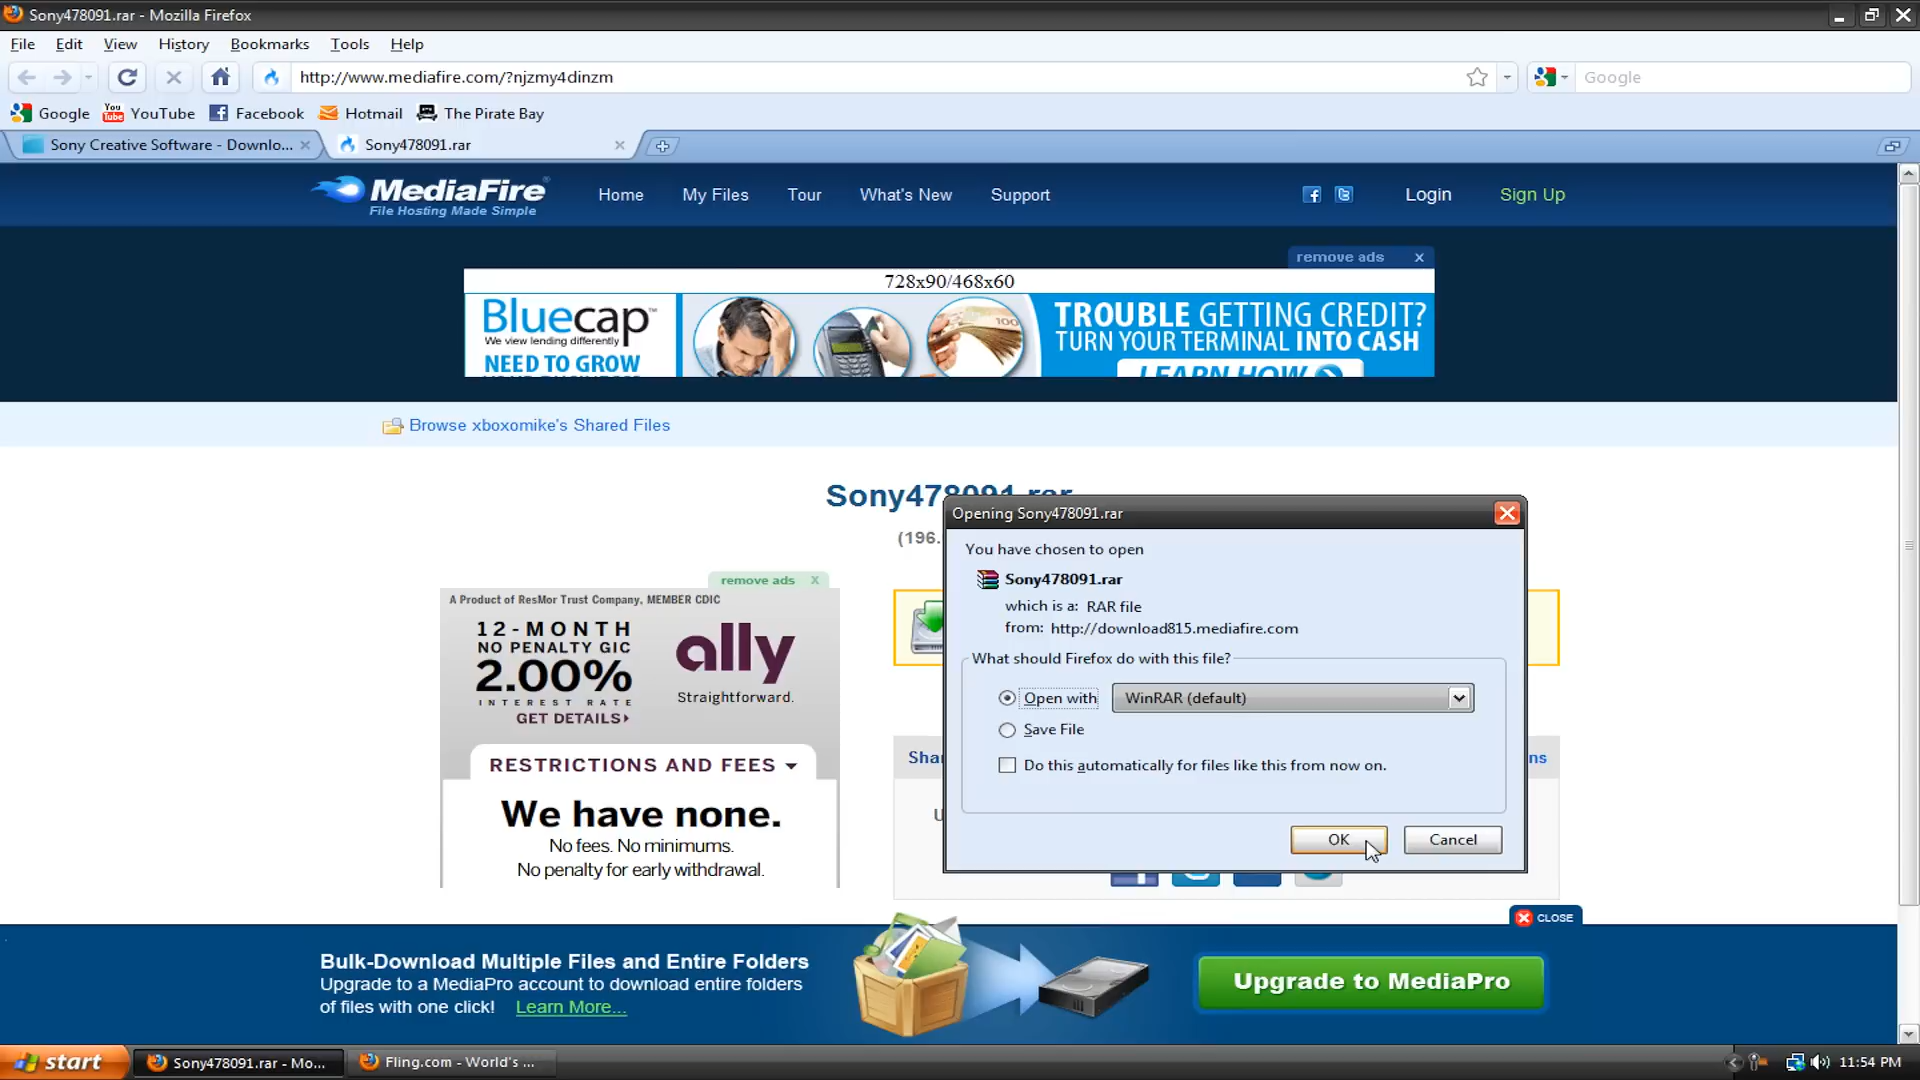 Sony478091.rar - Mozilla Firefox
File Edit View History Bookmarks Tools Help
http://www.mediafire.com/?njzmy4dinzm
Google
Google YouTube Facebook Hotmail The Pirate Bay
Sony Creative Software - Downlo...
Sony478091.rar
MediaFire
File Hosting Made Simple
Home My Files Tour What's New Support
Login Sign Up
remove ads x
728x90/468x60
Bluecap
We view lending differently
NEED TO GROW
TROUBLE GETTING CREDIT?
TURN YOUR TERMINAL INTO CASH
LEARN HOW
Browse xboxomike's Shared Files
Sony478091.rar
(196.
remove ads x
A Product of ResMor Trust Company, MEMBER CDIC
12-MONTH
NO PENALTY GIC
2.00%
INTEREST RATE
GET DETAILS
ally
Straightforward.
RESTRICTIONS AND FEES
We have none.
No fees. No minimums.
No penalty for early withdrawal.
Opening Sony478091.rar
You have chosen to open
Sony478091.rar
which is a: RAR file
from: http://download815.mediafire.com
What should Firefox do with this file?
Open with WinRAR (default)
Save File
Do this automatically for files like this from now on.
OK Cancel
CLOSE
Bulk-Download Multiple Files and Entire Folders
Upgrade to a MediaPro account to download entire folders
of files with one click! Learn More...
Upgrade to MediaPro
start
Sony478091.rar - Mo...
Fling.com - World's ...
11:54 PM